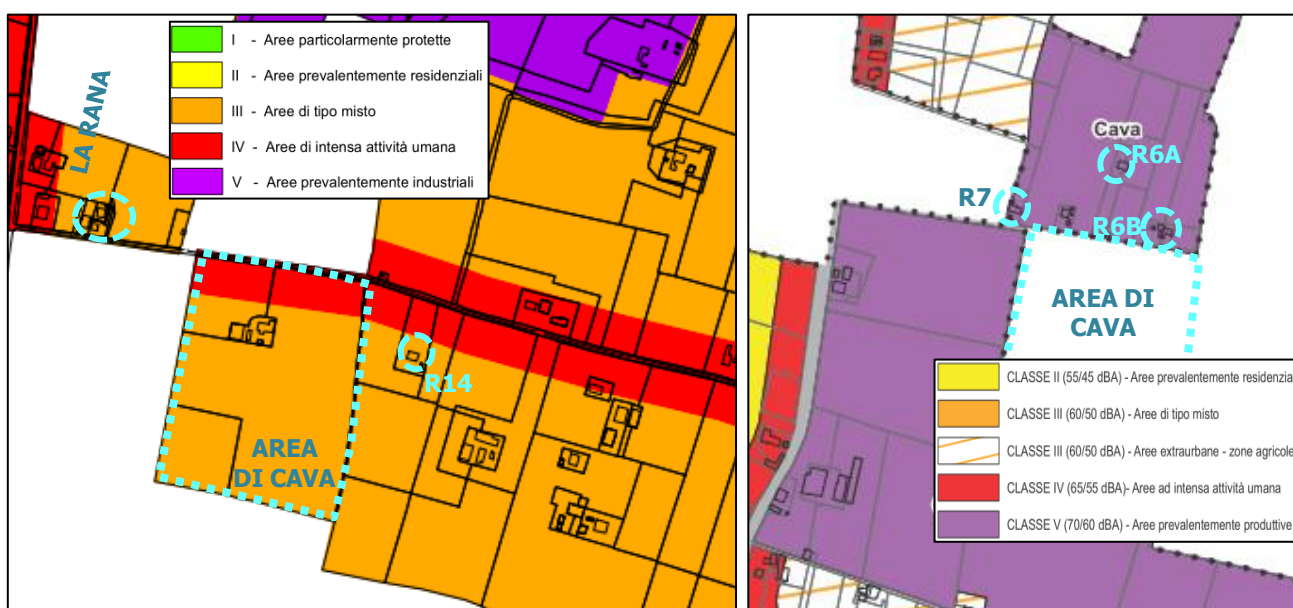 I - Aree particolarmente protette
II - Aree prevalentemente residenziali
III - Aree di tipo misto
IV - Aree di intensa attività umana
V - Aree prevalentemente industriali
LA RANA
R14
AREA
DI CAVA
Cava
R6A
R7
R6B
AREA DI
CAVA
CLASSE II (55/45 dBA) - Aree prevalentemente residenzia
CLASSE III (60/50 dBA) - Aree di tipo misto
CLASSE III (60/50 dBA) - Aree extraurbane - zone agricole
CLASSE IV (65/55 dBA)- Aree ad intensa attività umana
CLASSE V (70/60 dBA) - Aree prevalentemente produttive